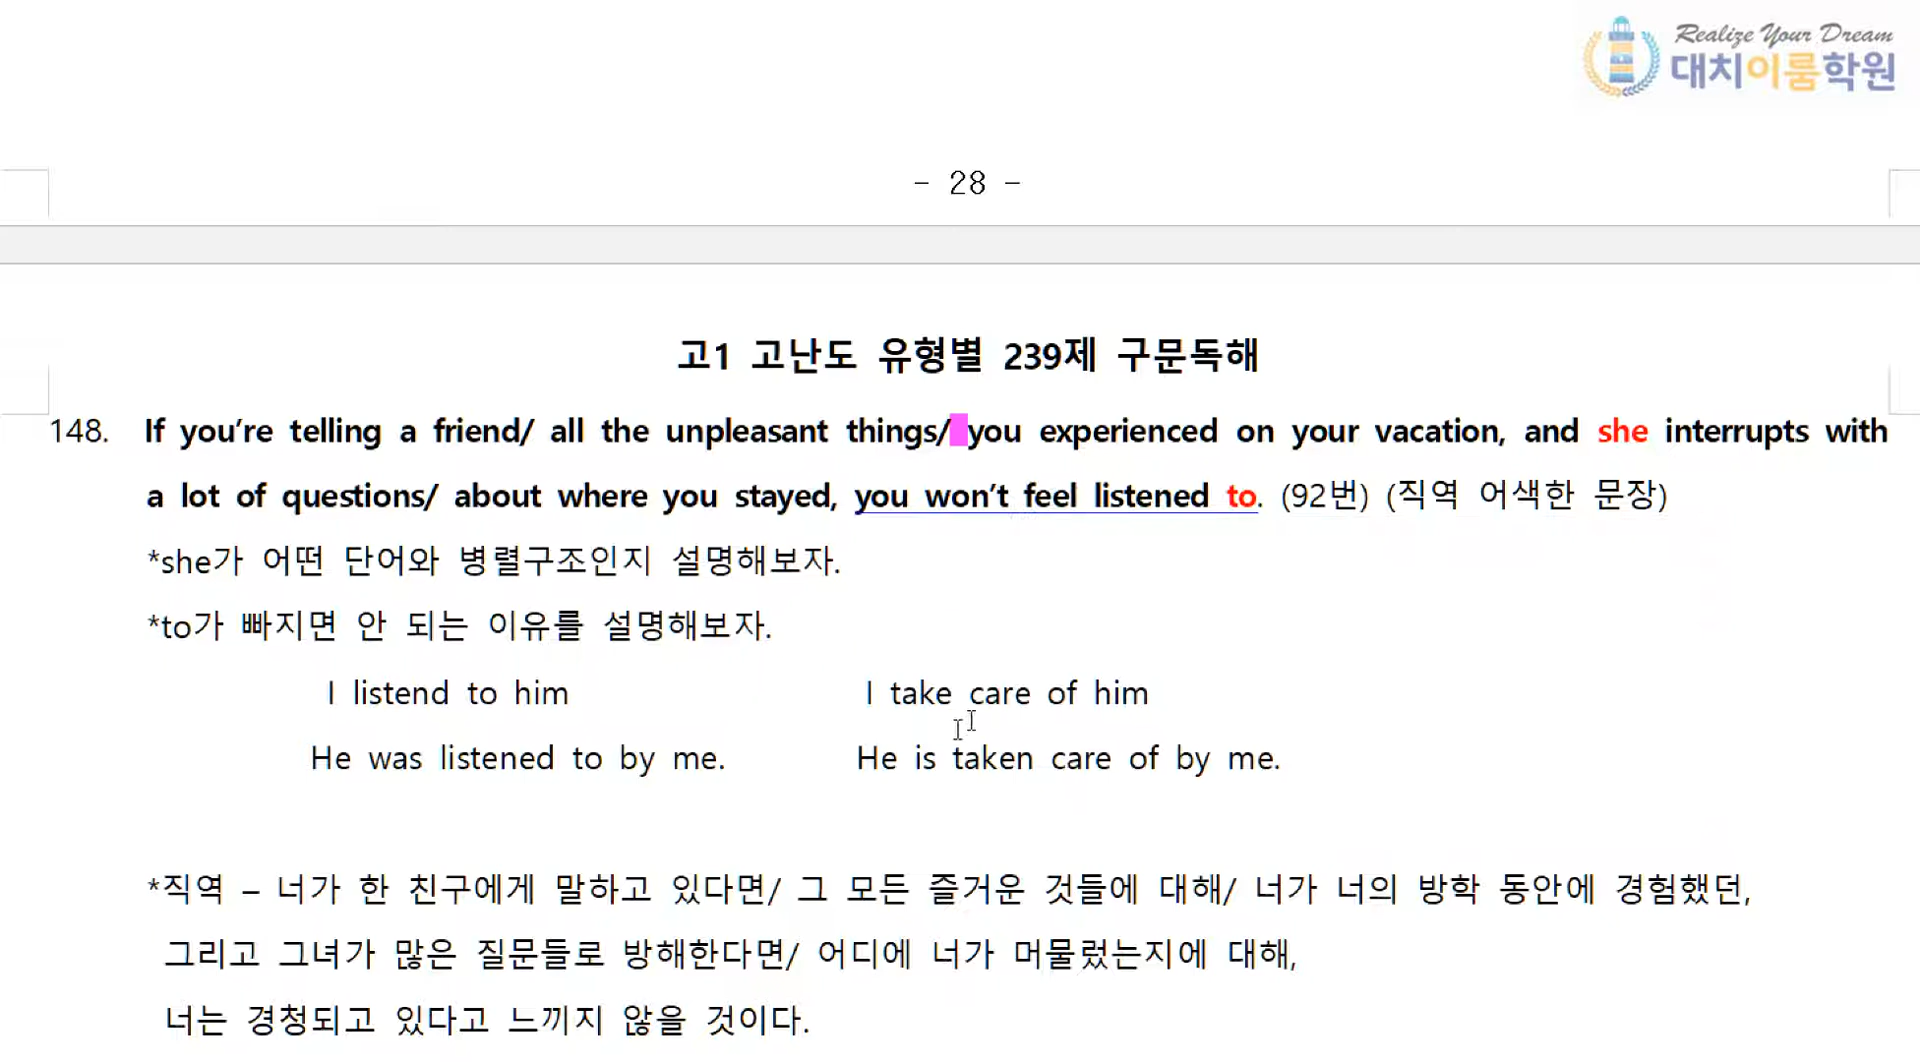 Realize Your Dream
대치이룸학원
- 28 -
고1 고난도 유형별 239제 구문독해
148. If you’re telling a friend/ all the unpleasant things/ you experienced on your vacation, and she interrupts with
a lot of questions/ about where you stayed, you won’t feel listened to. (92번) (직역 어색한 문장)
*she가 어떤 단어와 병렬구조인지 설명해보자.
*to가 빠지면 안 되는 이유를 설명해보자.
I listend to him I take care of him
He was listened to by me. He is taken care of by me.
*직역 – 너가 한 친구에게 말하고 있다면/ 그 모든 즐거운 것들에 대해/ 너가 너의 방학 동안에 경험했던,
그리고 그녀가 많은 질문들로 방해한다면/ 어디에 너가 머물렀는지에 대해,
너는 경청되고 있다고 느끼지 않을 것이다.